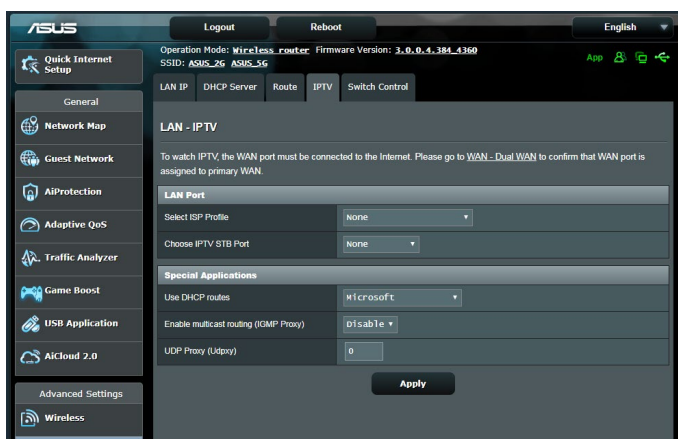 ASUS
Logout
Reboot
English
Quick Internet
Setup
Operation Mode: Wireless router Firmware Version: 3.0.0.4.384_4360
SSID: ASUS_2G ASUS_5G
App
General
Network Map
Guest Network
AiProtection
Adaptive QoS
Traffic Analyzer
Game Boost
USB Application
AiCloud 2.0
Advanced Settings
Wireless
LAN IP
DHCP Server
Route
IPTV
Switch Control
LAN - IPTV
To watch IPTV, the WAN port must be connected to the Internet. Please go to WAN - Dual WAN to confirm that WAN port is
assigned to primary WAN.
LAN Port
Select ISP Profile None
Choose IPTV STB Port None
Special Applications
Use DHCP routes Microsoft
Enable multicast routing (IGMP Proxy) Disable
UDP Proxy (Udpxy) 0
Apply